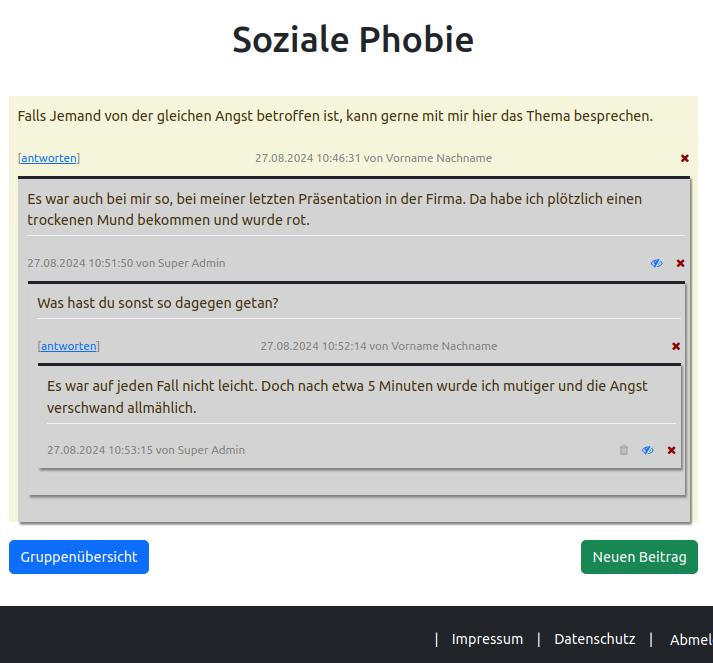 Soziale Phobie
Falls Jemand von der gleichen Angst betroffen ist, kann gerne mit mir hier das Thema besprechen.
[antworten] 27.08.2024 10:46:31 von Vorname Nachname
Es war auch bei mir so, bei meiner letzten Präsentation in der Firma. Da habe ich plötzlich einen
trockenen Mund bekommen und wurde rot.
27.08.2024 10:51:50 von Super Admin
Was hast du sonst so dagegen getan?
[antworten] 27.08.2024 10:52:14 von Vorname Nachname
Es war auf jeden Fall nicht leicht. Doch nach etwa 5 Minuten wurde ich mutiger und die Angst
verschwand allmählich.
27.08.2024 10:53:15 von Super Admin
Gruppenübersicht Neuen Beitrag
| Impressum | Datenschutz | Abmel